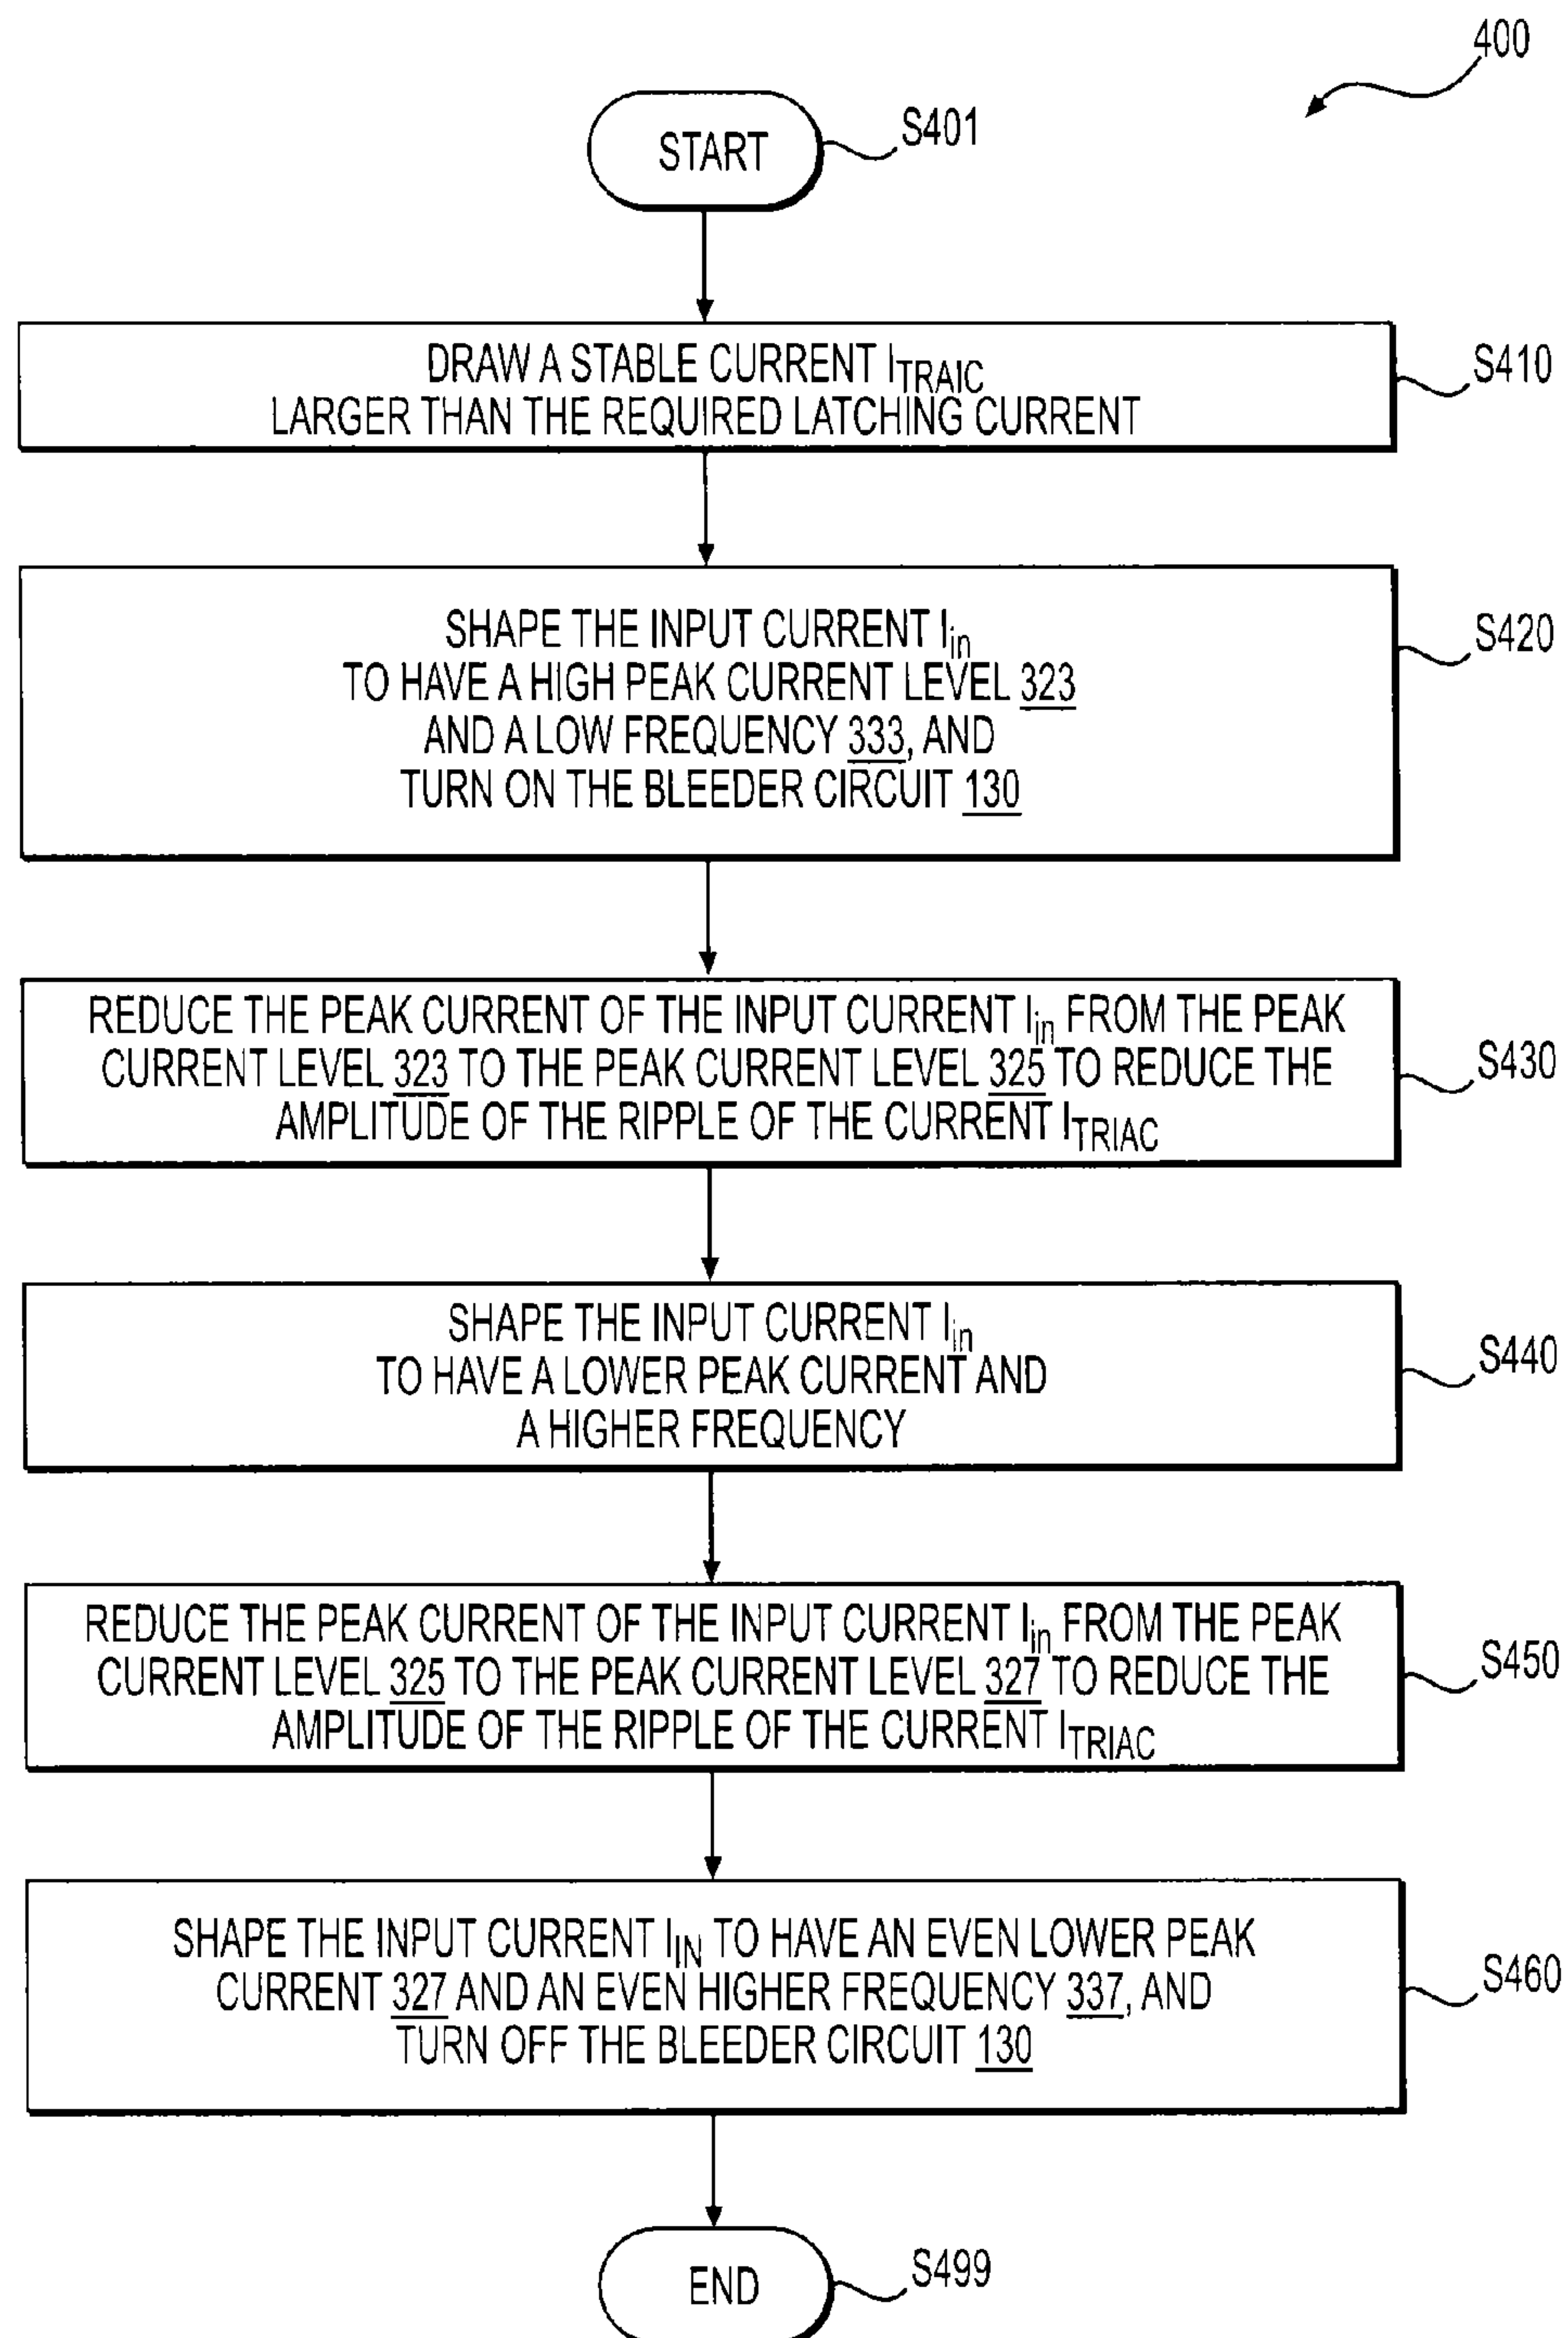 400
START
S401
DRAW A STABLE CURRENT ITRAIC
LARGER THAN THE REQUIRED LATCHING CURRENT
S410
SHAPE THE INPUT CURRENT Iin
TO HAVE A HIGH PEAK CURRENT LEVEL 323
AND A LOW FREQUENCY 333, AND
TURN ON THE BLEEDER CIRCUIT 130
S420
REDUCE THE PEAK CURRENT OF THE INPUT CURRENT Iin FROM THE PEAK
CURRENT LEVEL 323 TO THE PEAK CURRENT LEVEL 325 TO REDUCE THE
AMPLITUDE OF THE RIPPLE OF THE CURRENT ITRIAC
S430
SHAPE THE INPUT CURRENT Iin
TO HAVE A LOWER PEAK CURRENT AND
A HIGHER FREQUENCY
S440
REDUCE THE PEAK CURRENT OF THE INPUT CURRENT Iin FROM THE PEAK
CURRENT LEVEL 325 TO THE PEAK CURRENT LEVEL 327 TO REDUCE THE
AMPLITUDE OF THE RIPPLE OF THE CURRENT ITRIAC
S450
SHAPE THE INPUT CURRENT IIN TO HAVE AN EVEN LOWER PEAK
CURRENT 327 AND AN EVEN HIGHER FREQUENCY 337, AND
TURN OFF THE BLEEDER CIRCUIT 130
S460
END
S499